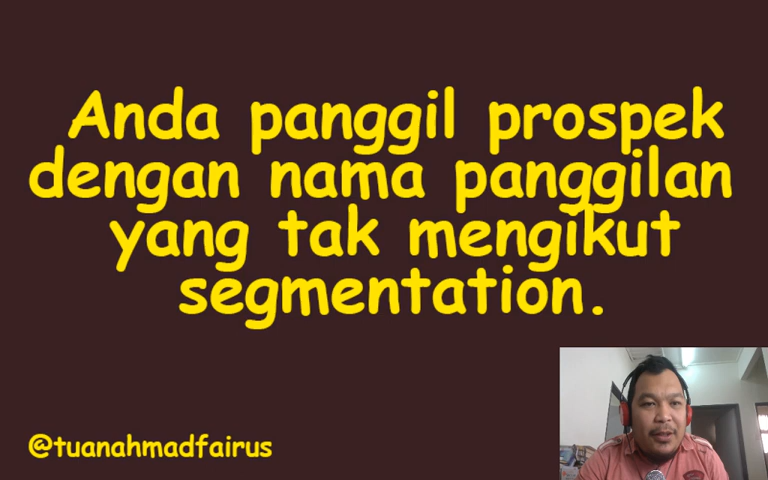 Anda panggil prospek
dengan nama panggilan
yang tak mengikut
segmentation.
@tuanahmadfairus